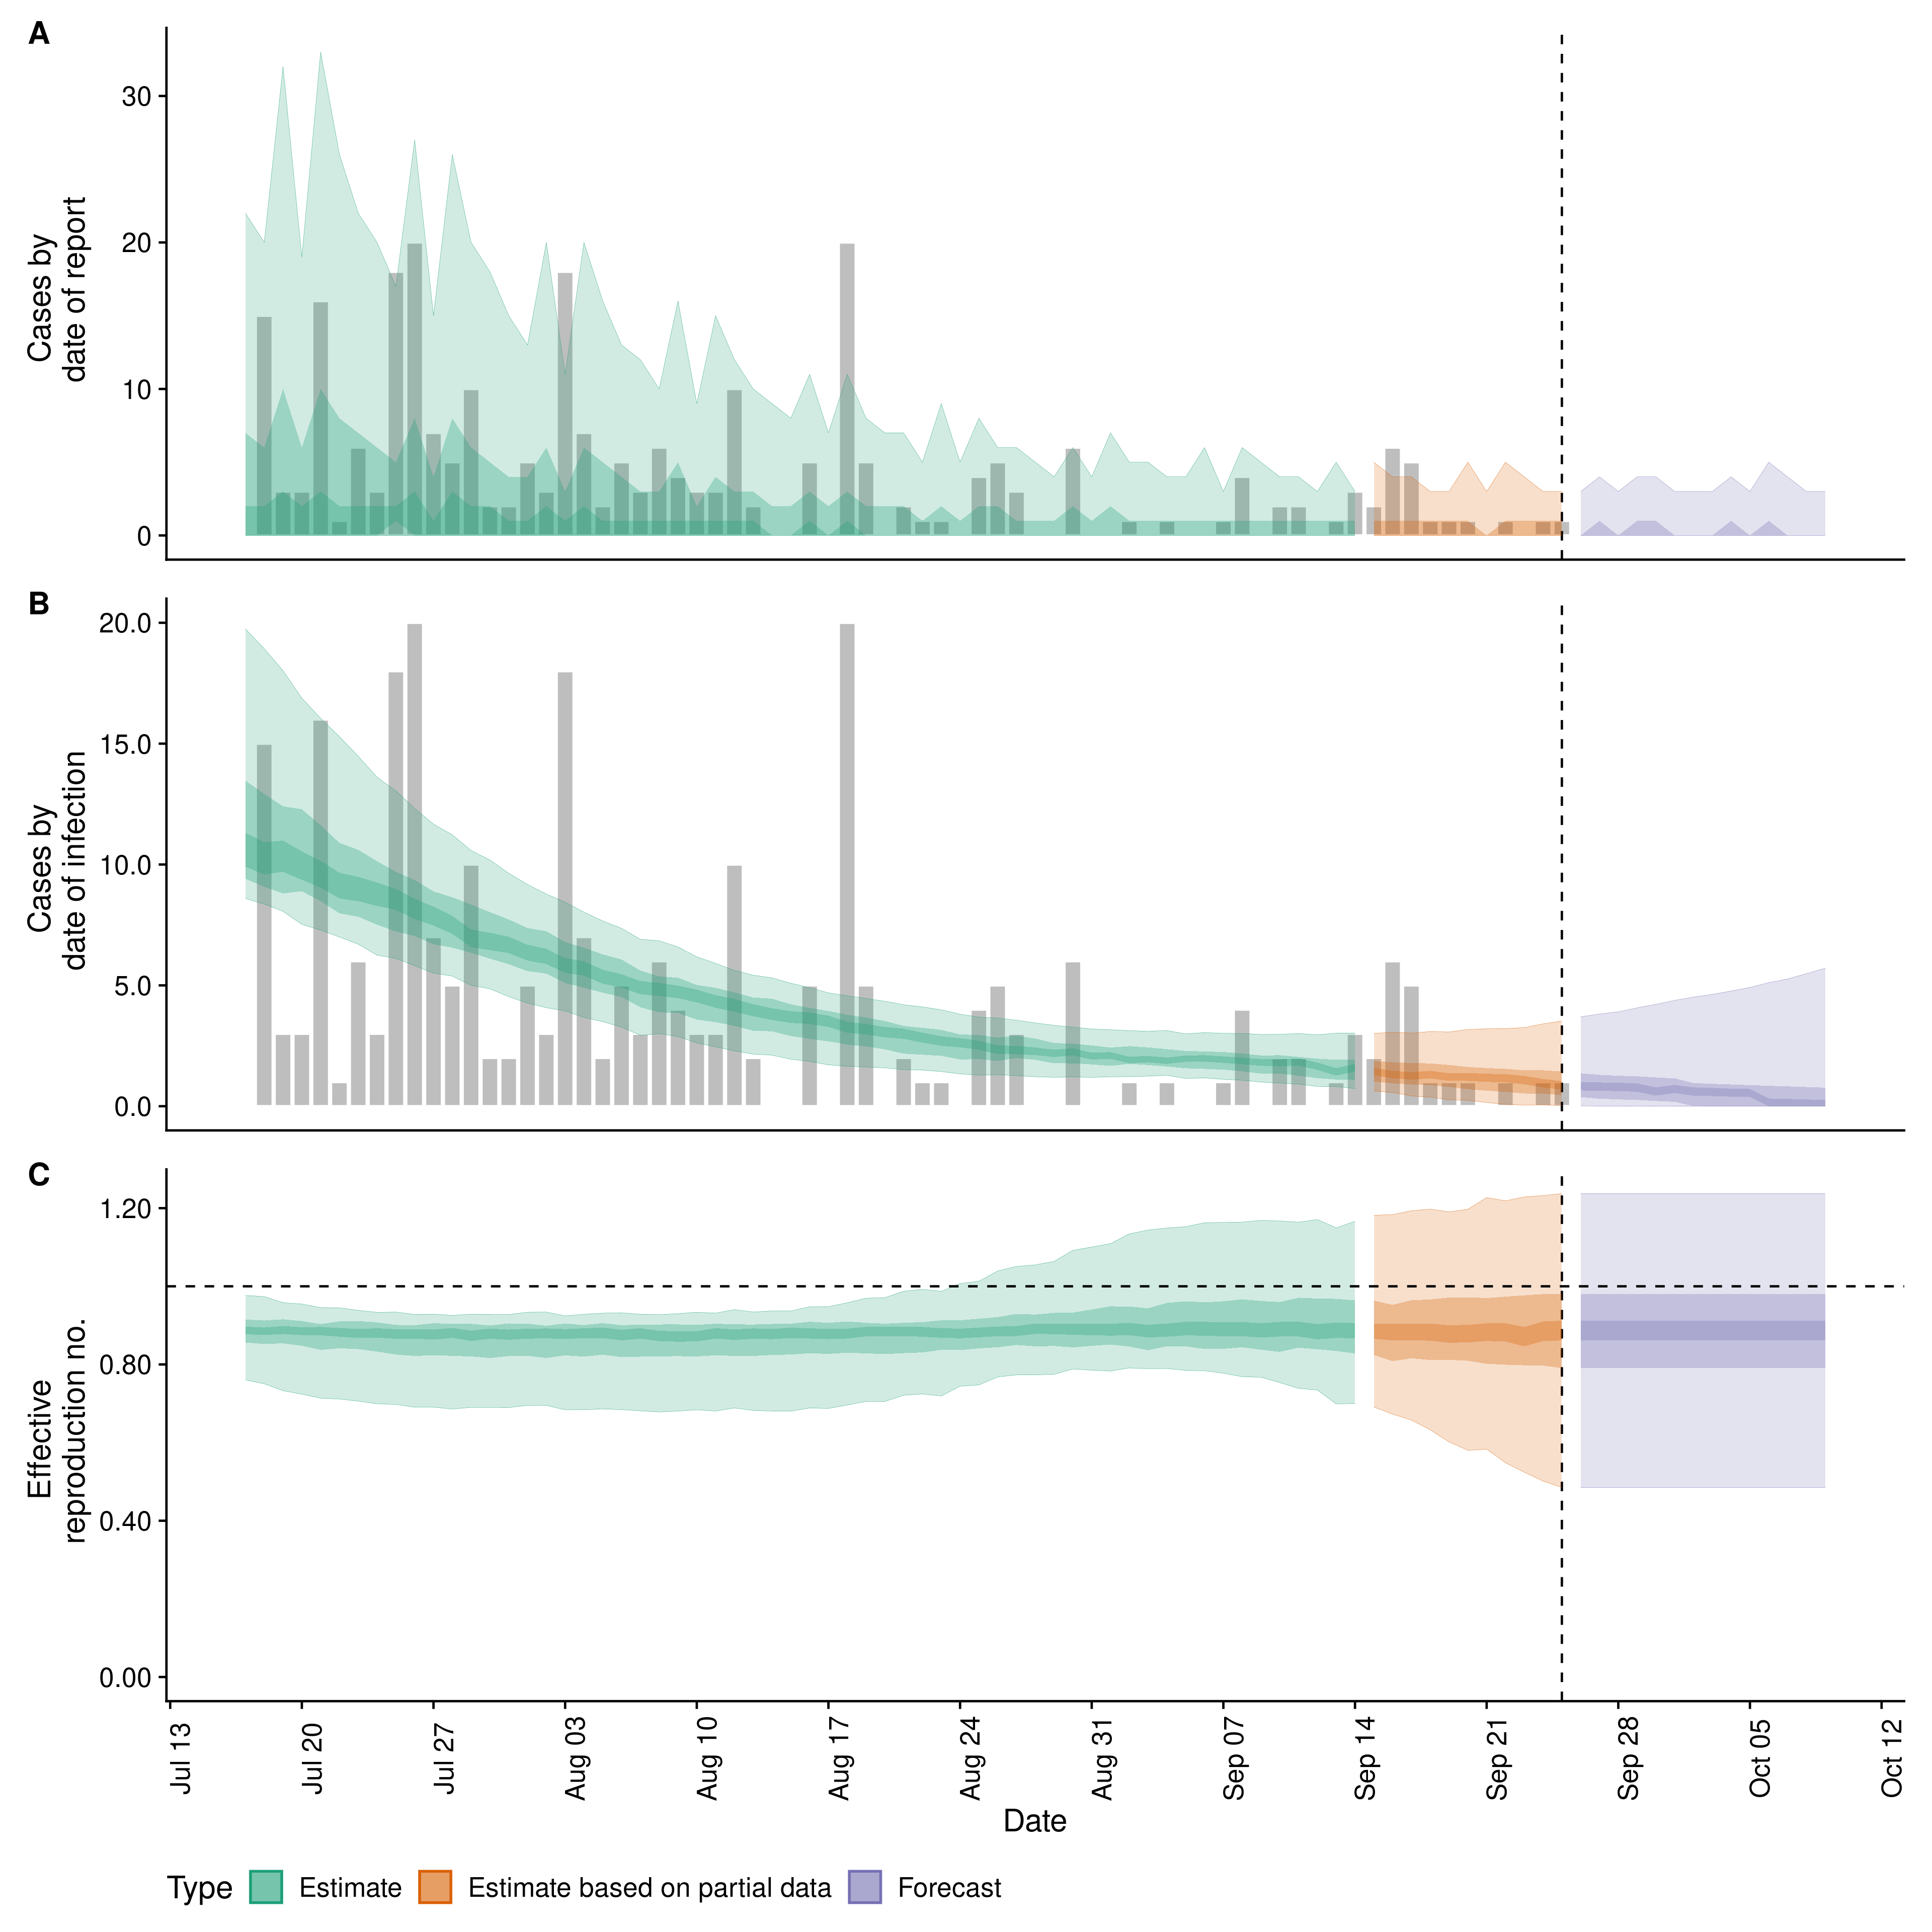 A
Cases by
date of report
30
20
10
0
B
Cases by
date of infection
20.0
15.0
10.0
5.0
0.0
C
Effective
reproduction no.
1.20
0.80
0.40
0.00
Jul 13
Jul 20
Jul 27
Aug 03
Aug 10
Aug 17
Aug 24
Aug 31
Sep 07
Sep 14
Sep 21
Sep 28
Oct 05
Oct 12
Date
Type Estimate Estimate based on partial data Forecast